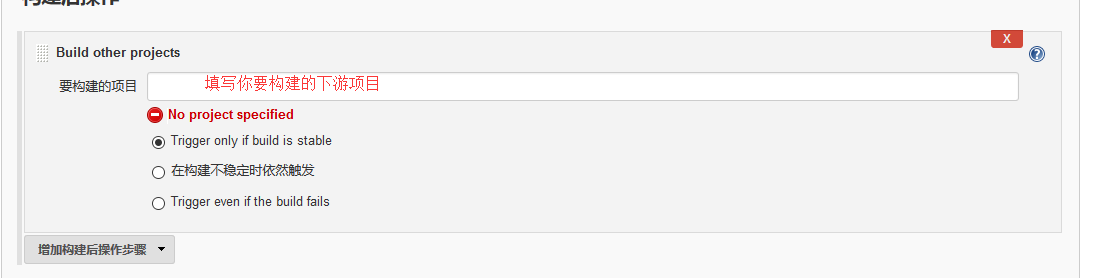 构建后操作
X
Build other projects
要构建的项目 填写你要构建的下游项目
No project specified
Trigger only if build is stable
在构建不稳定时依然触发
Trigger even if the build fails
增加构建后操作步骤